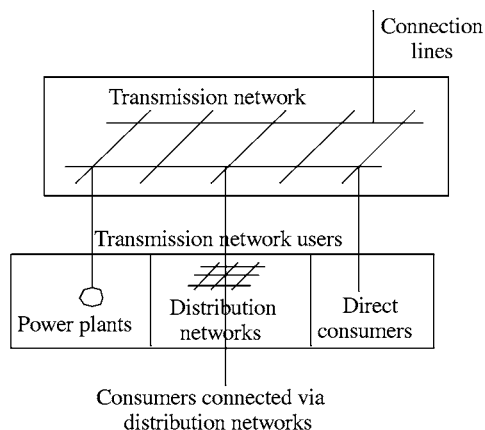 Connection
lines
Transmission network
Transmission network users
Power plants
Distribution
networks
Direct
consumers
Consumers connected via
distribution networks